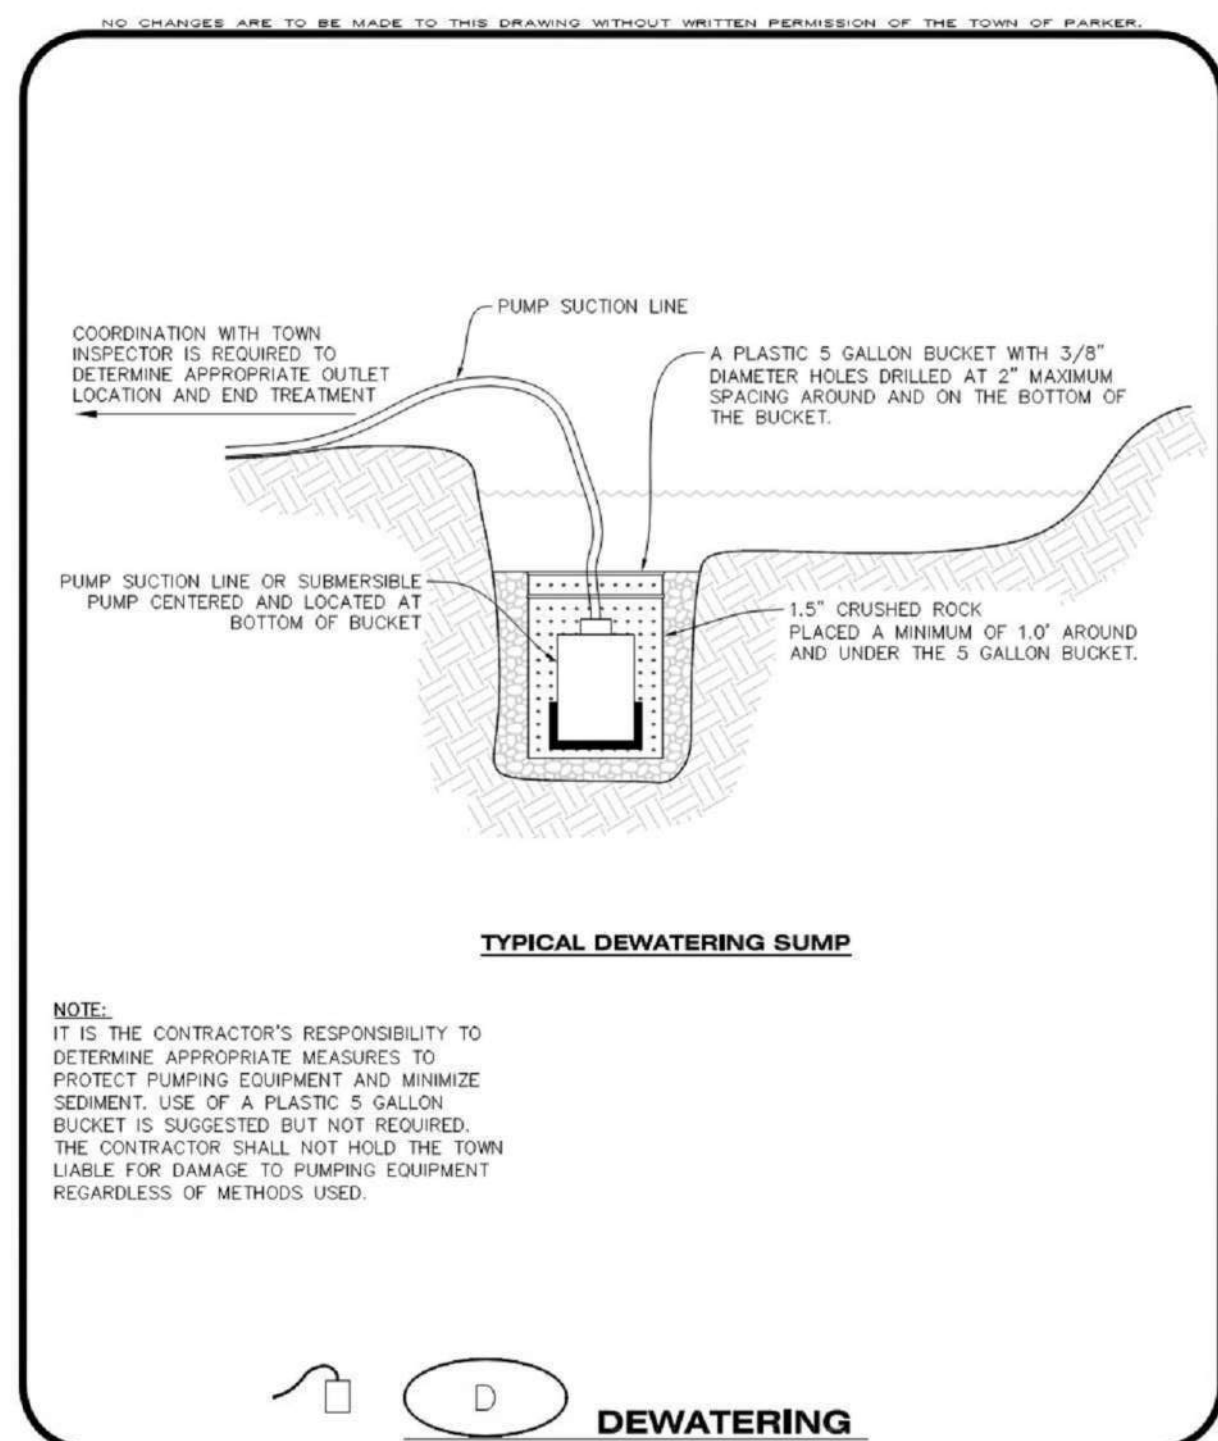 NO CHANGES ARE TO BE MADE TO THIS DRAWING WITHOUT WRITTEN PERMISSION OF THE TOWN OF PARKER.
PUMP SUCTION LINE
COORDINATION WITH TOWN
INSPECTOR IS REQUIRED TO
DETERMINE APPROPRIATE OUTLET
LOCATION AND END TREATMENT
A PLASTIC 5 GALLON BUCKET WITH 3/8"
DIAMETER HOLES DRILLED AT 2" MAXIMUM
SPACING AROUND AND ON THE BOTTOM OF
THE BUCKET.
PUMP SUCTION LINE OR SUBMERSIBLE
PUMP CENTERED AND LOCATED AT
BOTTOM OF BUCKET
1.5" CRUSHED ROCK
PLACED A MINIMUM OF 1.0' AROUND
AND UNDER THE 5 GALLON BUCKET.
TYPICAL DEWATERING SUMP
NOTE:
IT IS THE CONTRACTOR'S RESPONSIBILITY TO
DETERMINE APPROPRIATE MEASURES TO
PROTECT PUMPING EQUIPMENT AND MINIMIZE
SEDIMENT. USE OF A PLASTIC 5 GALLON
BUCKET IS SUGGESTED BUT NOT REQUIRED.
THE CONTRACTOR SHALL NOT HOLD THE TOWN
LIABLE FOR DAMAGE TO PUMPING EQUIPMENT
REGARDLESS OF METHODS USED.
D
DEWATERING